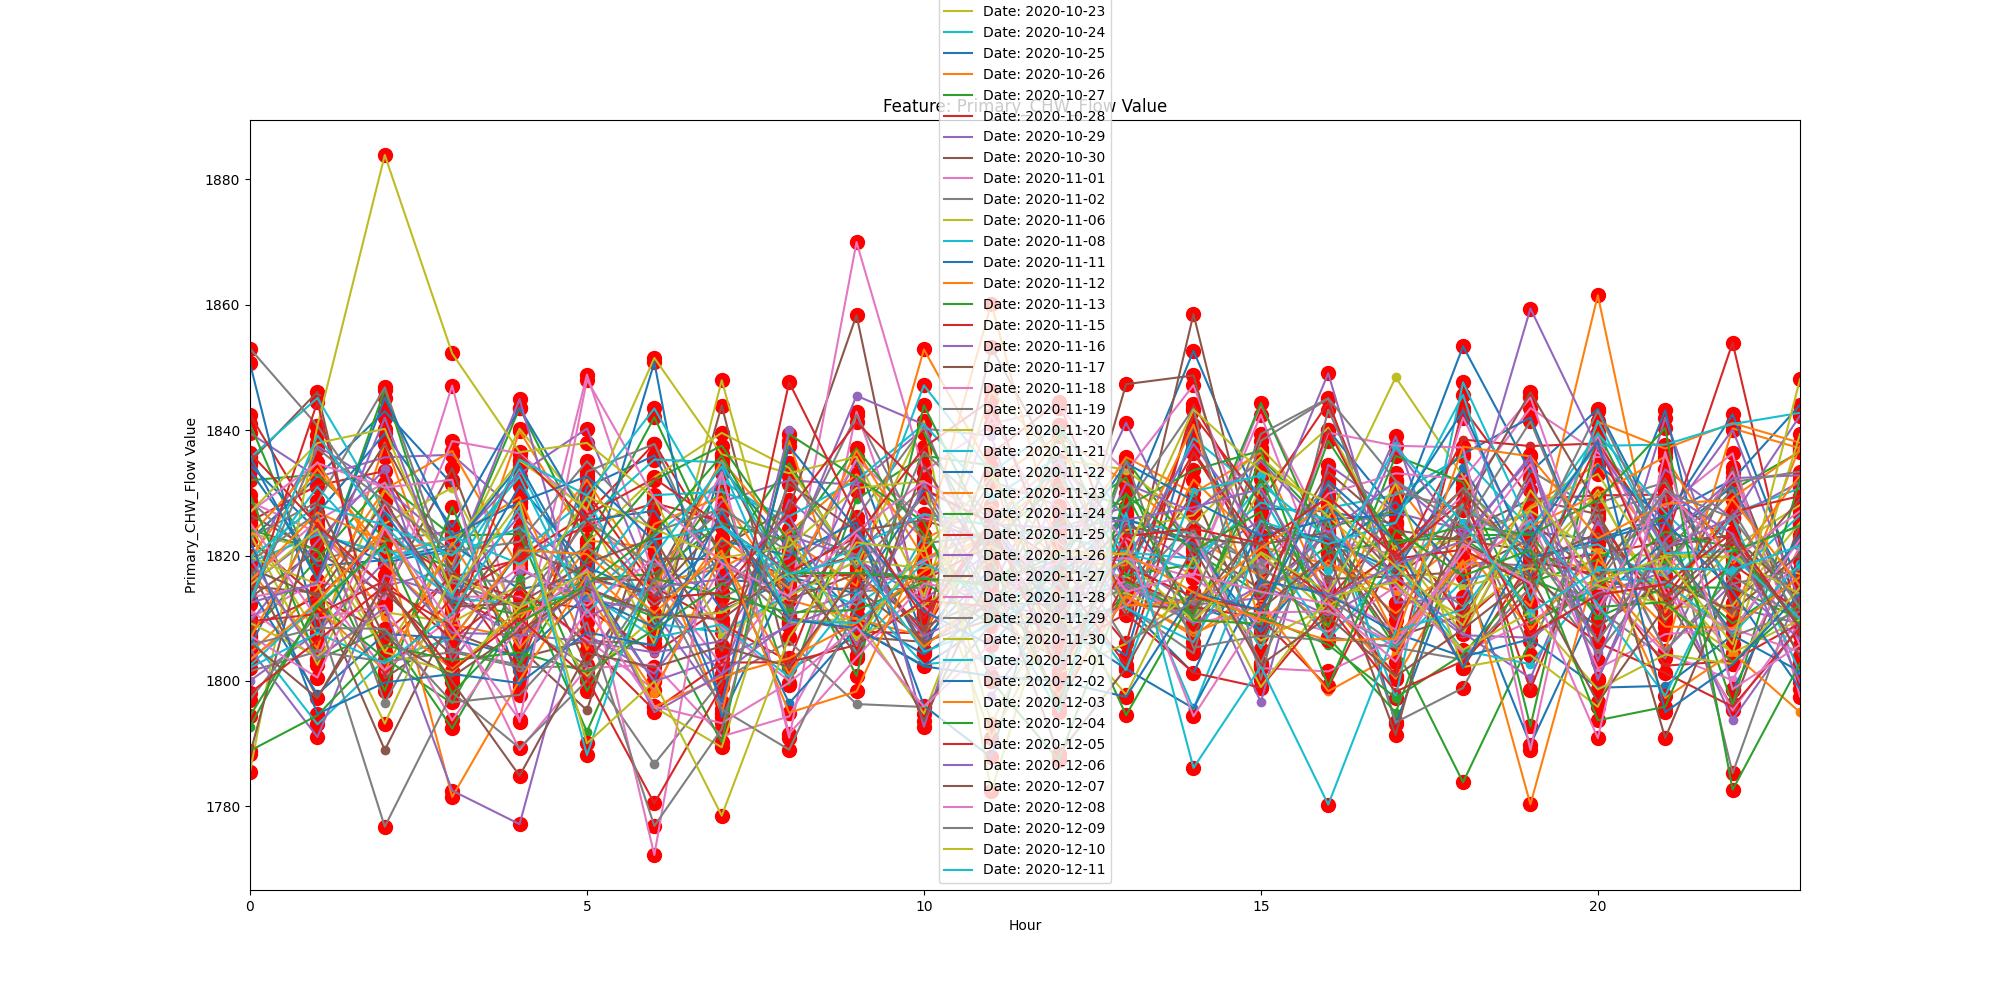 Date: 2020-10-23
Date: 2020-10-24
Date: 2020-10-25
Date: 2020-10-26
Date: 2020-10-27
Feature: Primary_CHW_Flow Value
Date: 2020-10-28
Date: 2020-10-29
Date: 2020-10-30
Date: 2020-11-01
Date: 2020-11-02
Date: 2020-11-06
Date: 2020-11-08
Date: 2020-11-11
Date: 2020-11-12
Date: 2020-11-13
Date: 2020-11-15
Date: 2020-11-16
Date: 2020-11-17
Date: 2020-11-18
Date: 2020-11-19
Date: 2020-11-20
Date: 2020-11-21
Date: 2020-11-22
Date: 2020-11-23
Date: 2020-11-24
Date: 2020-11-25
Date: 2020-11-26
Date: 2020-11-27
Date: 2020-11-28
Date: 2020-11-29
Date: 2020-11-30
Date: 2020-12-01
Date: 2020-12-02
Date: 2020-12-03
Date: 2020-12-04
Date: 2020-12-05
Date: 2020-12-06
Date: 2020-12-07
Date: 2020-12-08
Date: 2020-12-09
Date: 2020-12-10
Date: 2020-12-11
Primary_CHW_Flow Value
1880
1860
1840
1820
1800
1780
0 5 10 15 20
Hour